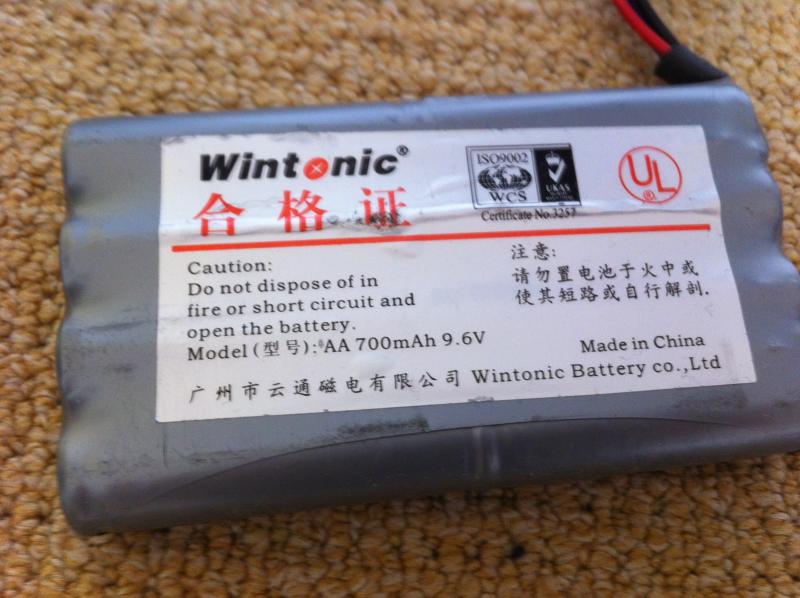 Wintonic®
合格证
ISO9002
WCS
UKAS
Certificate No.3257
UL
®
Caution:
Do not dispose of in
fire or short circuit and
open the battery.
Model (型号):AA 700mAh 9.6V
注意:
请勿置电池于火中或
使其短路或自行解剖.
Made in China
广州市云通磁电有限公司 Wintonic Battery co.,Ltd